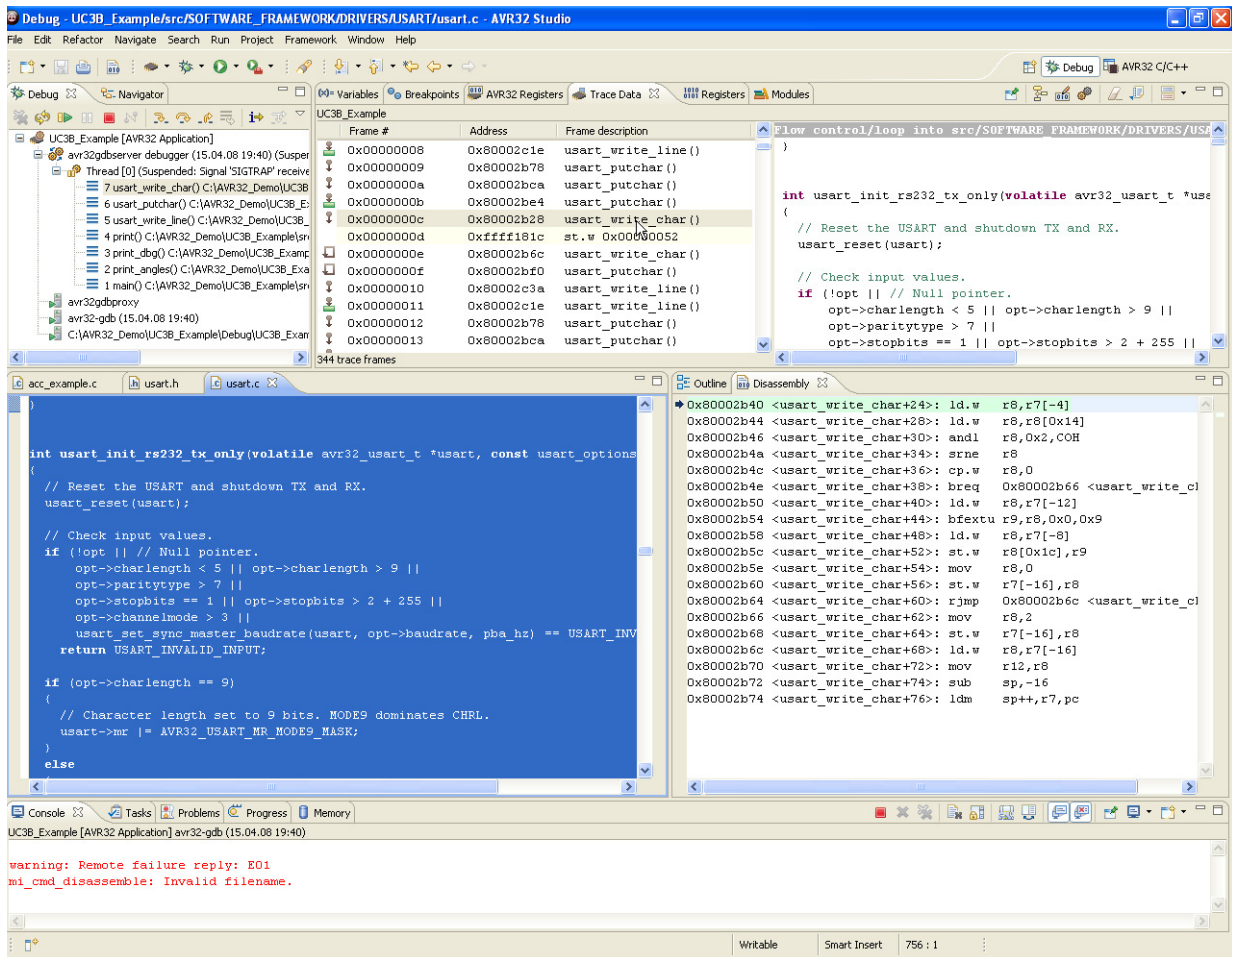 Debug - UC3B_Example/src/SOFTWARE_FRAMEWORK/DRIVERS/USART/usart.c - AVR32 Studio
File Edit Refactor Navigate Search Run Project Framework Window Help
Debug AVR32 C/C++
Debug Navigator
UC3B_Example [AVR32 Application]
avr32gdbserver debugger (15.04.08 19:40) (Susper
Thread [0] (Suspended: Signal 'SIGTRAP' receive
7 usart_write_char() C:\AVR32_Demo\UC3B
6 usart_putchar() C:\AVR32_Demo\UC3B_E
5 usart_write_line() C:\AVR32_Demo\UC3B_
4 print() C:\AVR32_Demo\UC3B_Example\sr
3 print_dbg() C:\AVR32_Demo\UC3B_Examp
2 print_angles() C:\AVR32_Demo\UC3B_Exa
1 main() C:\AVR32_Demo\UC3B_Example\sr
avr32gdbproxy
avr32-gdb (15.04.08 19:40)
C:\AVR32_Demo\UC3B_Example\Debug\UC3B_Exam
Variables Breakpoints AVR32 Registers Trace Data Registers Modules
UC3B_Example
Frame # Address Frame description
0x00000008 0x80002c1e usart_write_line()
0x00000009 0x80002b78 usart_putchar()
0x0000000a 0x80002bca usart_putchar()
0x0000000b 0x80002be4 usart_putchar()
0x0000000c 0x80002b28 usart_write_char()
0x0000000d 0xffff181c st.w 0x00000052
0x0000000e 0x80002b6c usart_write_char()
0x0000000f 0x80002bf0 usart_putchar()
0x00000010 0x80002c3a usart_write_line()
0x00000011 0x80002c1e usart_write_line()
0x00000012 0x80002b78 usart_putchar()
0x00000013 0x80002bca usart_putchar()
344 trace frames
Flow control/loop into src/SOFTWARE_FRAMEWORK/DRIVERS/USA
}
int usart_init_rs232_tx_only(volatile avr32_usart_t *usa
{
// Reset the USART and shutdown TX and RX.
usart_reset(usart);
// Check input values.
if (!opt || // Null pointer.
opt->charlength < 5 || opt->charlength > 9 ||
opt->paritytype > 7 ||
opt->stopbits == 1 || opt->stopbits > 2 + 255 ||
acc_example.c usart.h usart.c
}
int usart_init_rs232_tx_only(volatile avr32_usart_t *usart, const usart_options
{
// Reset the USART and shutdown TX and RX.
usart_reset(usart);
// Check input values.
if (!opt || // Null pointer.
opt->charlength < 5 || opt->charlength > 9 ||
opt->paritytype > 7 ||
opt->stopbits == 1 || opt->stopbits > 2 + 255 ||
opt->channelmode > 3 ||
usart_set_sync_master_baudrate(usart, opt->baudrate, pba_hz) == USART_INV
return USART_INVALID_INPUT;
if (opt->charlength == 9)
{
// Character length set to 9 bits. MODE9 dominates CHRL.
usart->mr |= AVR32_USART_MR_MODE9_MASK;
}
else
Outline Disassembly
0x80002b40 <usart_write_char+24>: ld.w r8,r7[-4]
0x80002b44 <usart_write_char+28>: ld.w r8,r8[0x14]
0x80002b46 <usart_write_char+30>: andl r8,0x2,COH
0x80002b4a <usart_write_char+34>: srne r8
0x80002b4c <usart_write_char+36>: cp.w r8,0
0x80002b4e <usart_write_char+38>: breq 0x80002b66 <usart_write_cl
0x80002b50 <usart_write_char+40>: ld.w r8,r7[-12]
0x80002b54 <usart_write_char+44>: bfextu r9,r8,0x0,0x9
0x80002b58 <usart_write_char+48>: ld.w r8,r7[-8]
0x80002b5c <usart_write_char+52>: st.w r8[0x1c],r9
0x80002b5e <usart_write_char+54>: mov r8,0
0x80002b60 <usart_write_char+56>: st.w r7[-16],r8
0x80002b64 <usart_write_char+60>: rjmp 0x80002b6c <usart_write_cl
0x80002b66 <usart_write_char+62>: mov r8,2
0x80002b68 <usart_write_char+64>: st.w r7[-16],r8
0x80002b6c <usart_write_char+68>: ld.w r8,r7[-16]
0x80002b70 <usart_write_char+72>: mov r12,r8
0x80002b72 <usart_write_char+74>: sub sp,-16
0x80002b74 <usart_write_char+76>: ldm sp++,r7,pc
Console Tasks Problems Progress Memory
UC3B_Example [AVR32 Application] avr32-gdb (15.04.08 19:40)
warning: Remote failure reply: E01
mi_cmd_disassemble: Invalid filename.
Writable Smart Insert 756 : 1